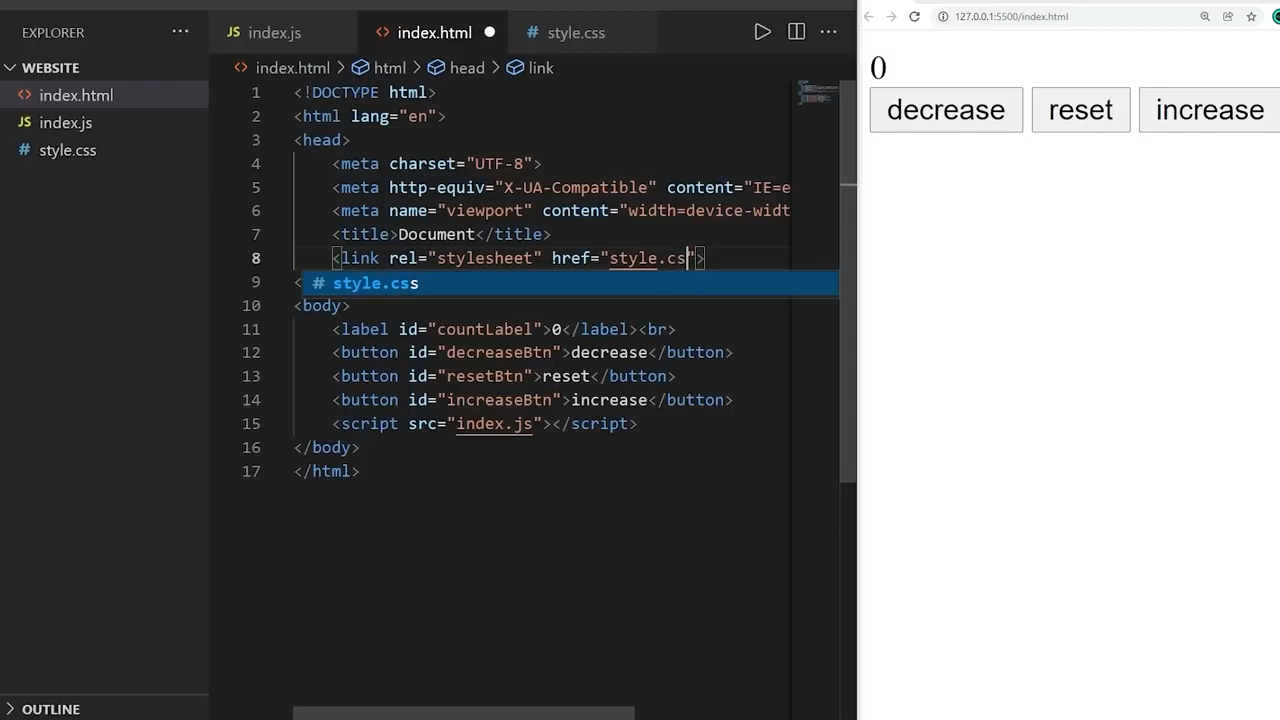 EXPLORER
WEBSITE
index.html
index.js
style.css
index.js
index.html
style.css
index.html > html > head > link
1 <!DOCTYPE html>
2 <html lang="en">
3 <head>
4 <meta charset="UTF-8">
5 <meta http-equiv="X-UA-Compatible" content="IE=e
6 <meta name="viewport" content="width=device-widt
7 <title>Document</title>
8 <link rel="stylesheet" href="style.cs">
9 <
# style.css
10 <body>
11 <label id="countLabel">0</label><br>
12 <button id="decreaseBtn">decrease</button>
13 <button id="resetBtn">reset</button>
14 <button id="increaseBtn">increase</button>
15 <script src="index.js"></script>
16 </body>
17 </html>
OUTLINE
127.0.0.1:5500/index.html
0
decrease reset increase